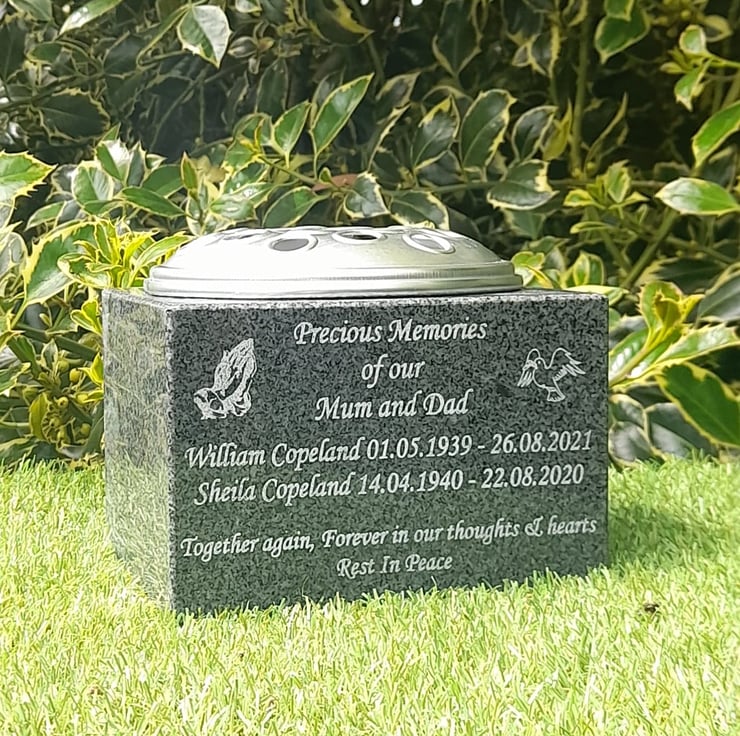 Precious Memories
of our
Mum and Dad
William Copeland 01.05.1939 - 26.08.2021
Sheila Copeland 14.04.1940 - 22.08.2020
Together again, Forever in our thoughts & hearts
Rest In Peace